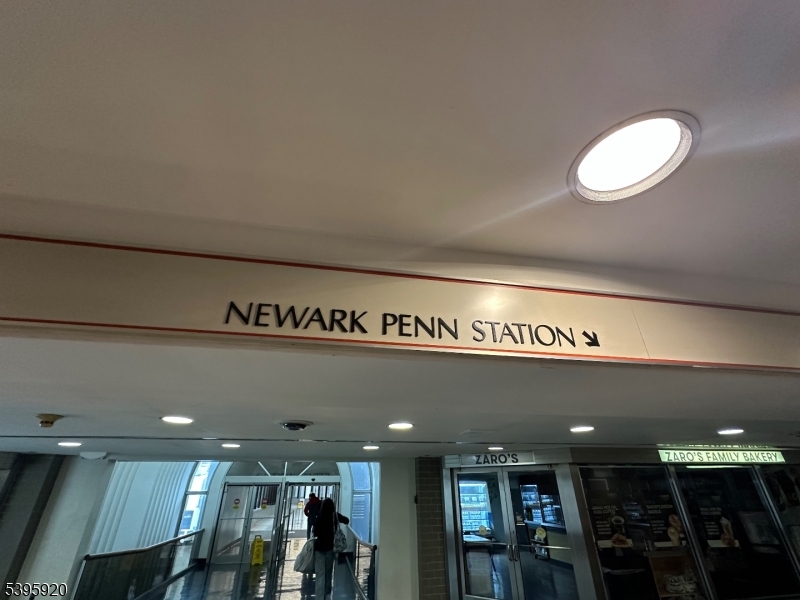 NEWARK PENN STATION ↘
ZARO'S
ZARO'S FAMILY BAKERY
5395920